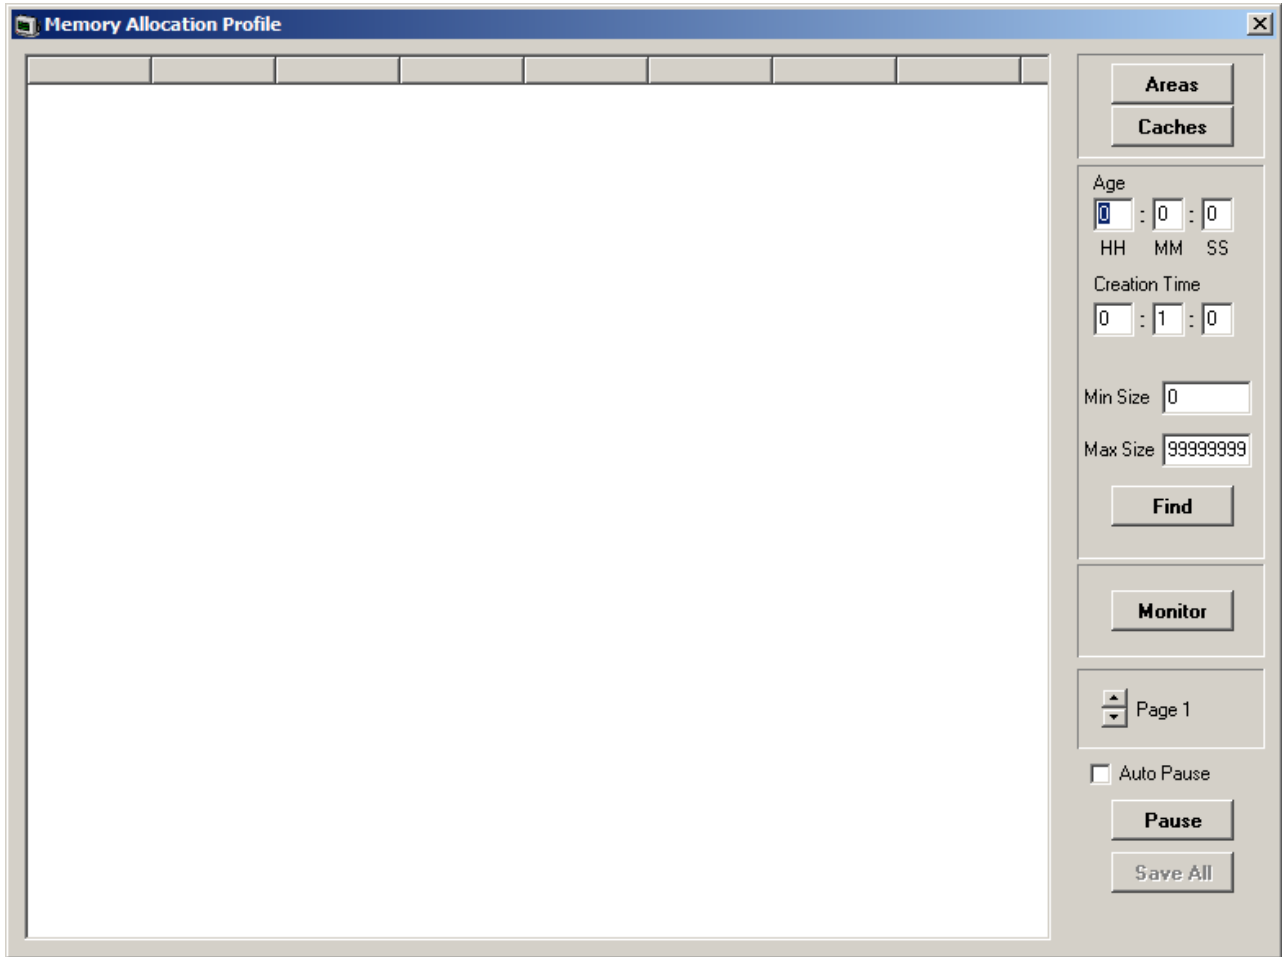 Memory Allocation Profile
Areas
Caches
Age
0 : 0 : 0
HH MM SS
Creation Time
0 : 1 : 0
Min Size 0
Max Size 99999999
Find
Monitor
Page 1
Auto Pause
Pause
Save All